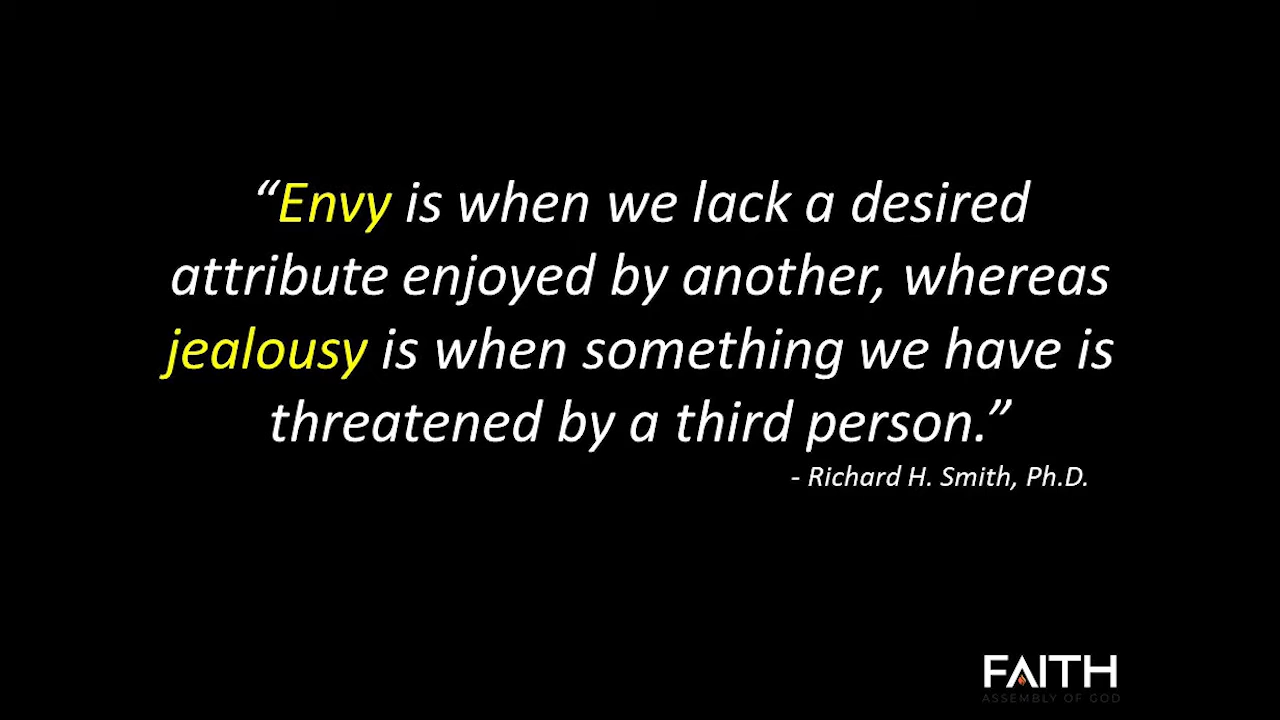 “Envy is when we lack a desired
attribute enjoyed by another, whereas
jealousy is when something we have is
threatened by a third person.”
- Richard H. Smith, Ph.D.
FAITH
ASSEMBLY OF GOD